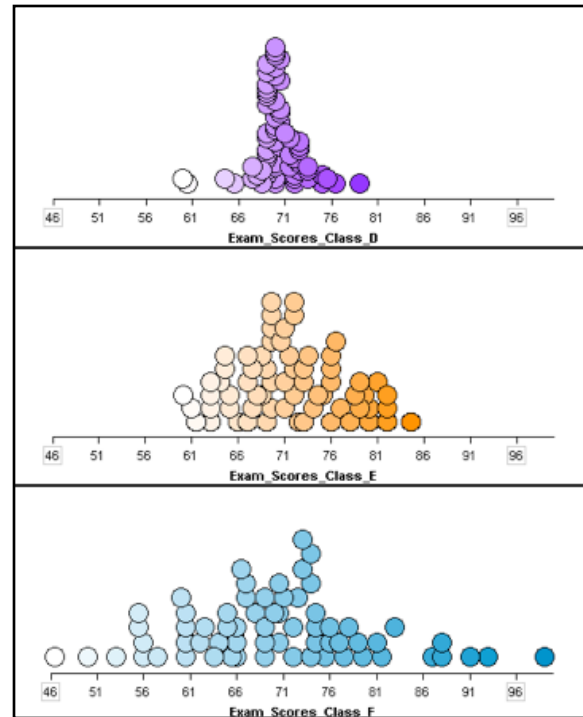 46 51 56 61 66 71 76 81 86 91 96
Exam_Scores_Class_D
46 51 56 61 66 71 76 81 86 91 96
Exam_Scores_Class_E
46 51 56 61 66 71 76 81 86 91 96
Exam_Scores_Class_F